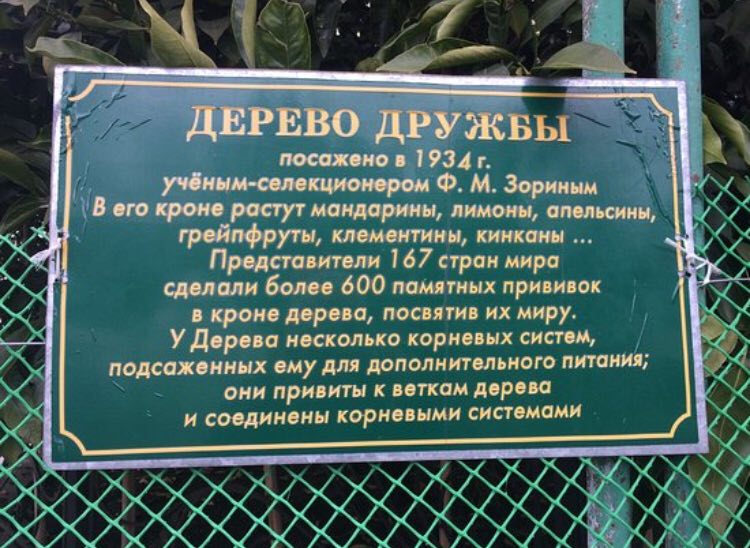 ДЕРЕВО ДРУЖБЫ
посажено в 1934 г.
учёным-селекционером Ф. М. Зориным
В его кроне растут мандарины, лимоны, апельсины,
грейпфруты, клементины, кинканы ...
Представители 167 стран мира
сделали более 600 памятных прививок
в кроне дерева, посвятив их миру.
У Дерева несколько корневых систем,
подсаженных ему для дополнительного питания;
они привиты к веткам дерева
и соединены корневыми системами